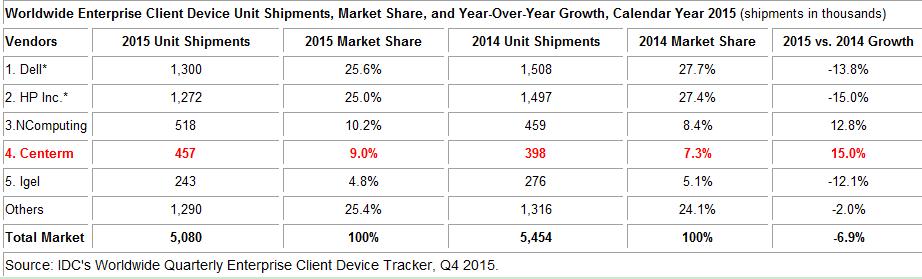 Worldwide Enterprise Client Device Unit Shipments, Market Share, and Year-Over-Year Growth, Calendar Year 2015 (shipments in thousands)
Vendors 2015 Unit Shipments 2015 Market Share 2014 Unit Shipments 2014 Market Share 2015 vs. 2014 Growth
1. Dell* 1,300 25.6% 1,508 27.7% -13.8%
2. HP Inc.* 1,272 25.0% 1,497 27.4% -15.0%
3.NComputing 518 10.2% 459 8.4% 12.8%
4. Centerm 457 9.0% 398 7.3% 15.0%
5. Igel 243 4.8% 276 5.1% -12.1%
Others 1,290 25.4% 1,316 24.1% -2.0%
Total Market 5,080 100% 5,454 100% -6.9%
Source: IDC's Worldwide Quarterly Enterprise Client Device Tracker, Q4 2015.